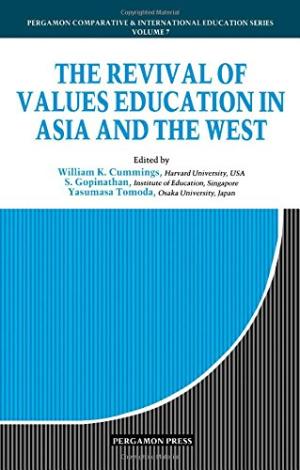 PERGAMON COMPARATIVE & INTERNATIONAL EDUCATION SERIES
VOLUME 7
THE REVIVAL OF
VALUES EDUCATION IN
ASIA AND THE WEST
Edited by
William K. Cummings, Harvard University, USA
S. Gopinathan, Institute of Education, Singapore
Yasumasa Tomoda, Osaka University, Japan
PERGAMON PRESS